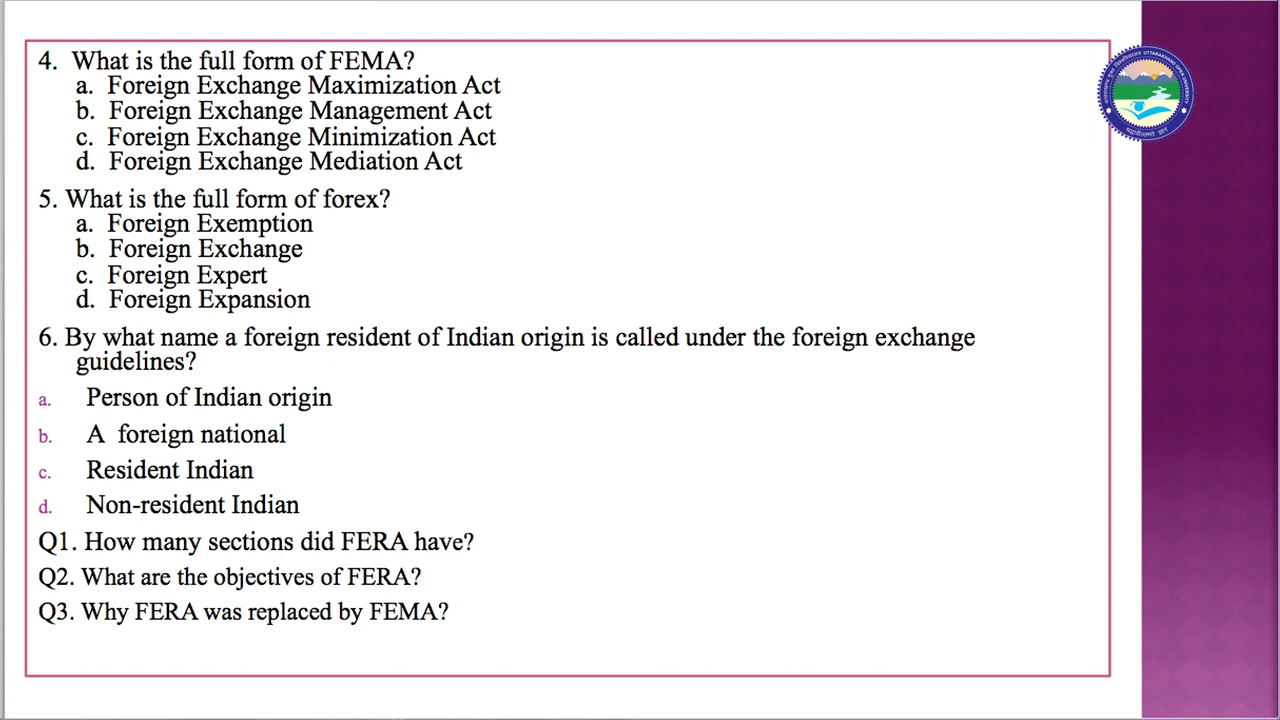 4. What is the full form of FEMA?
a. Foreign Exchange Maximization Act
b. Foreign Exchange Management Act
c. Foreign Exchange Minimization Act
d. Foreign Exchange Mediation Act
5. What is the full form of forex?
a. Foreign Exemption
b. Foreign Exchange
c. Foreign Expert
d. Foreign Expansion
6. By what name a foreign resident of Indian origin is called under the foreign exchange
guidelines?
a. Person of Indian origin
b. A foreign national
c. Resident Indian
d. Non-resident Indian
Q1. How many sections did FERA have?
Q2. What are the objectives of FERA?
Q3. Why FERA was replaced by FEMA?
UTTARAKHAND OPEN UNIVERSITY